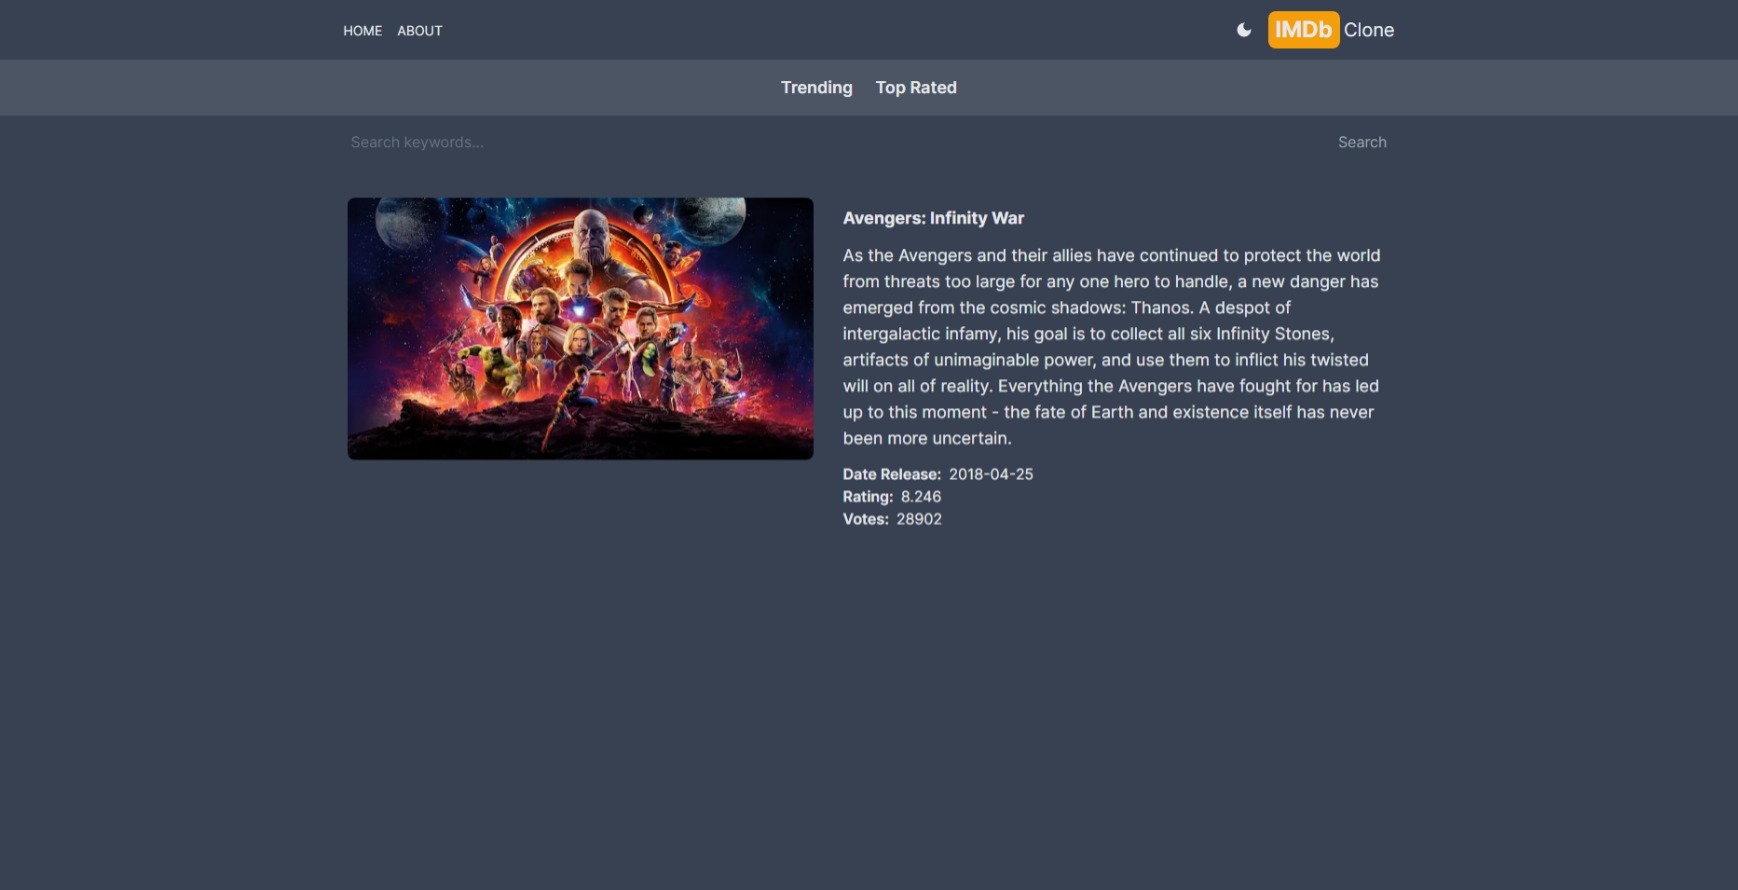 HOME ABOUT
IMDb Clone
Trending Top Rated
Search keywords...
Search
Avengers: Infinity War
As the Avengers and their allies have continued to protect the world
from threats too large for any one hero to handle, a new danger has
emerged from the cosmic shadows: Thanos. A despot of
intergalactic infamy, his goal is to collect all six Infinity Stones,
artifacts of unimaginable power, and use them to inflict his twisted
will on all of reality. Everything the Avengers have fought for has led
up to this moment - the fate of Earth and existence itself has never
been more uncertain.
Date Release: 2018-04-25
Rating: 8.246
Votes: 28902